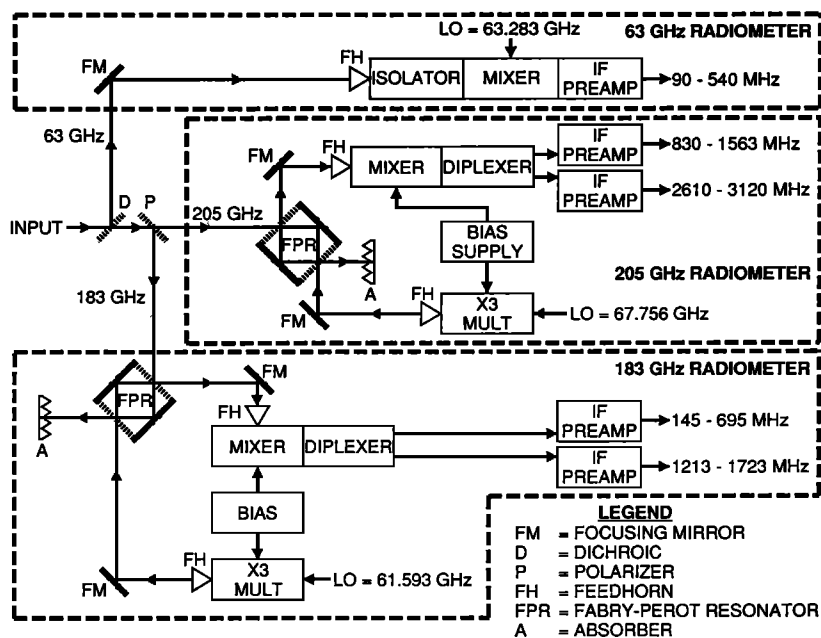 LO = 63.283 GHz
63 GHz RADIOMETER
FM
FH
ISOLATOR
MIXER
IF
PREAMP
90 - 540 MHz
63 GHz
FM
FH
MIXER
DIPLEXER
IF
PREAMP
830 - 1563 MHz
IF
PREAMP
2610 - 3120 MHz
INPUT
D
P
205 GHz
FPR
A
BIAS
SUPPLY
205 GHz RADIOMETER
183 GHz
FM
FH
X3
MULT
LO = 67.756 GHz
183 GHz RADIOMETER
FM
FPR
A
FH
MIXER
DIPLEXER
IF
PREAMP
145 - 695 MHz
IF
PREAMP
1213 - 1723 MHz
BIAS
FM
FH
X3
MULT
LO = 61.593 GHz
LEGEND
FM = FOCUSING MIRROR
D = DICHROIC
P = POLARIZER
FH = FEEDHORN
FPR = FABRY-PEROT RESONATOR
A = ABSORBER